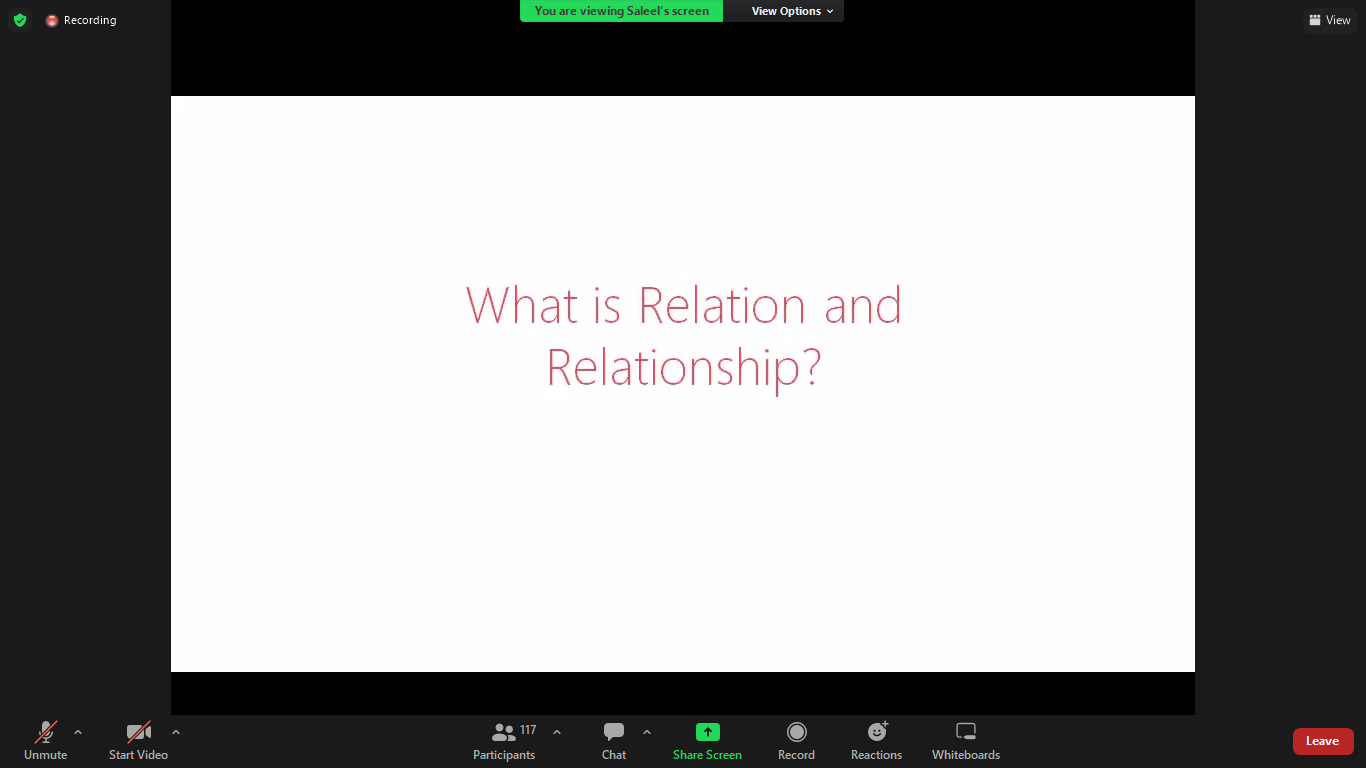 Recording
You are viewing Saleel's screen
View Options
View
What is Relation and
Relationship?
Unmute
Start Video
117
Participants
Chat
Share Screen
Record
Reactions
Whiteboards
Leave